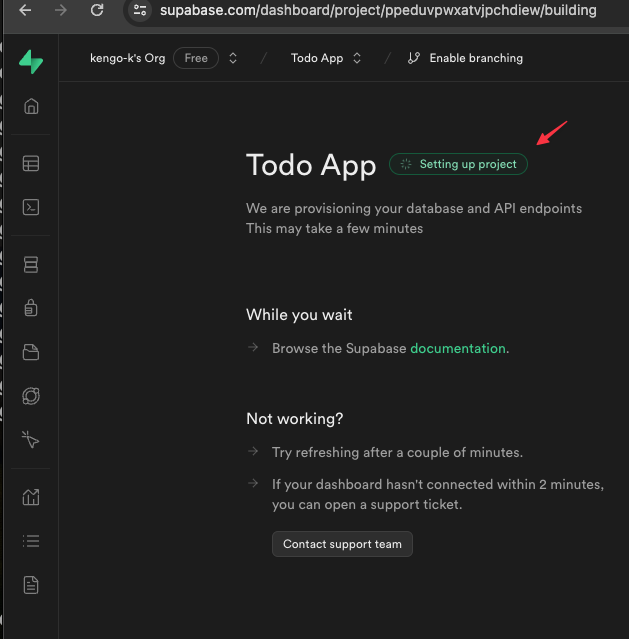 supabase.com/dashboard/project/ppeduvpwxatvjpchdiew/building
kengo-k's Org Free / Todo App / Enable branching
Todo App Setting up project
We are provisioning your database and API endpoints
This may take a few minutes
While you wait
Browse the Supabase documentation.
Not working?
Try refreshing after a couple of minutes.
If your dashboard hasn't connected within 2 minutes,
you can open a support ticket.
Contact support team